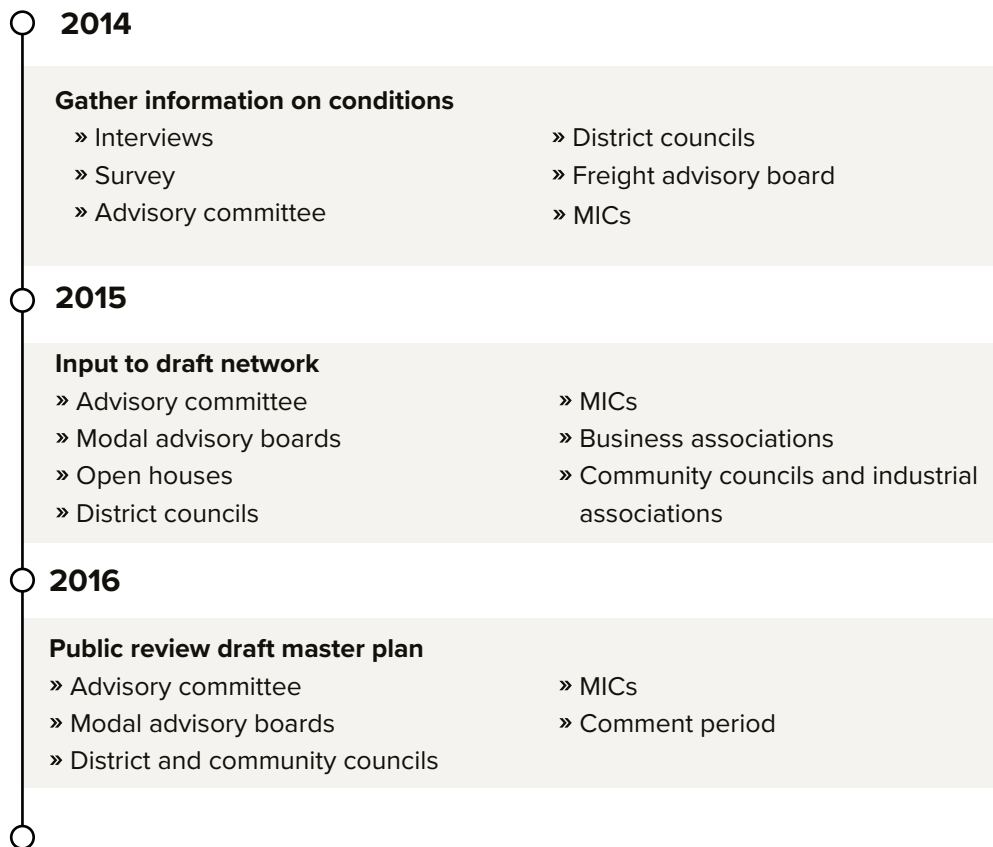 2014
Gather information on conditions
» Interviews
» Survey
» Advisory committee
» District councils
» Freight advisory board
» MICs
2015
Input to draft network
» Advisory committee
» Modal advisory boards
» Open houses
» District councils
» MICs
» Business associations
» Community councils and industrial
associations
2016
Public review draft master plan
» Advisory committee
» Modal advisory boards
» District and community councils
» MICs
» Comment period